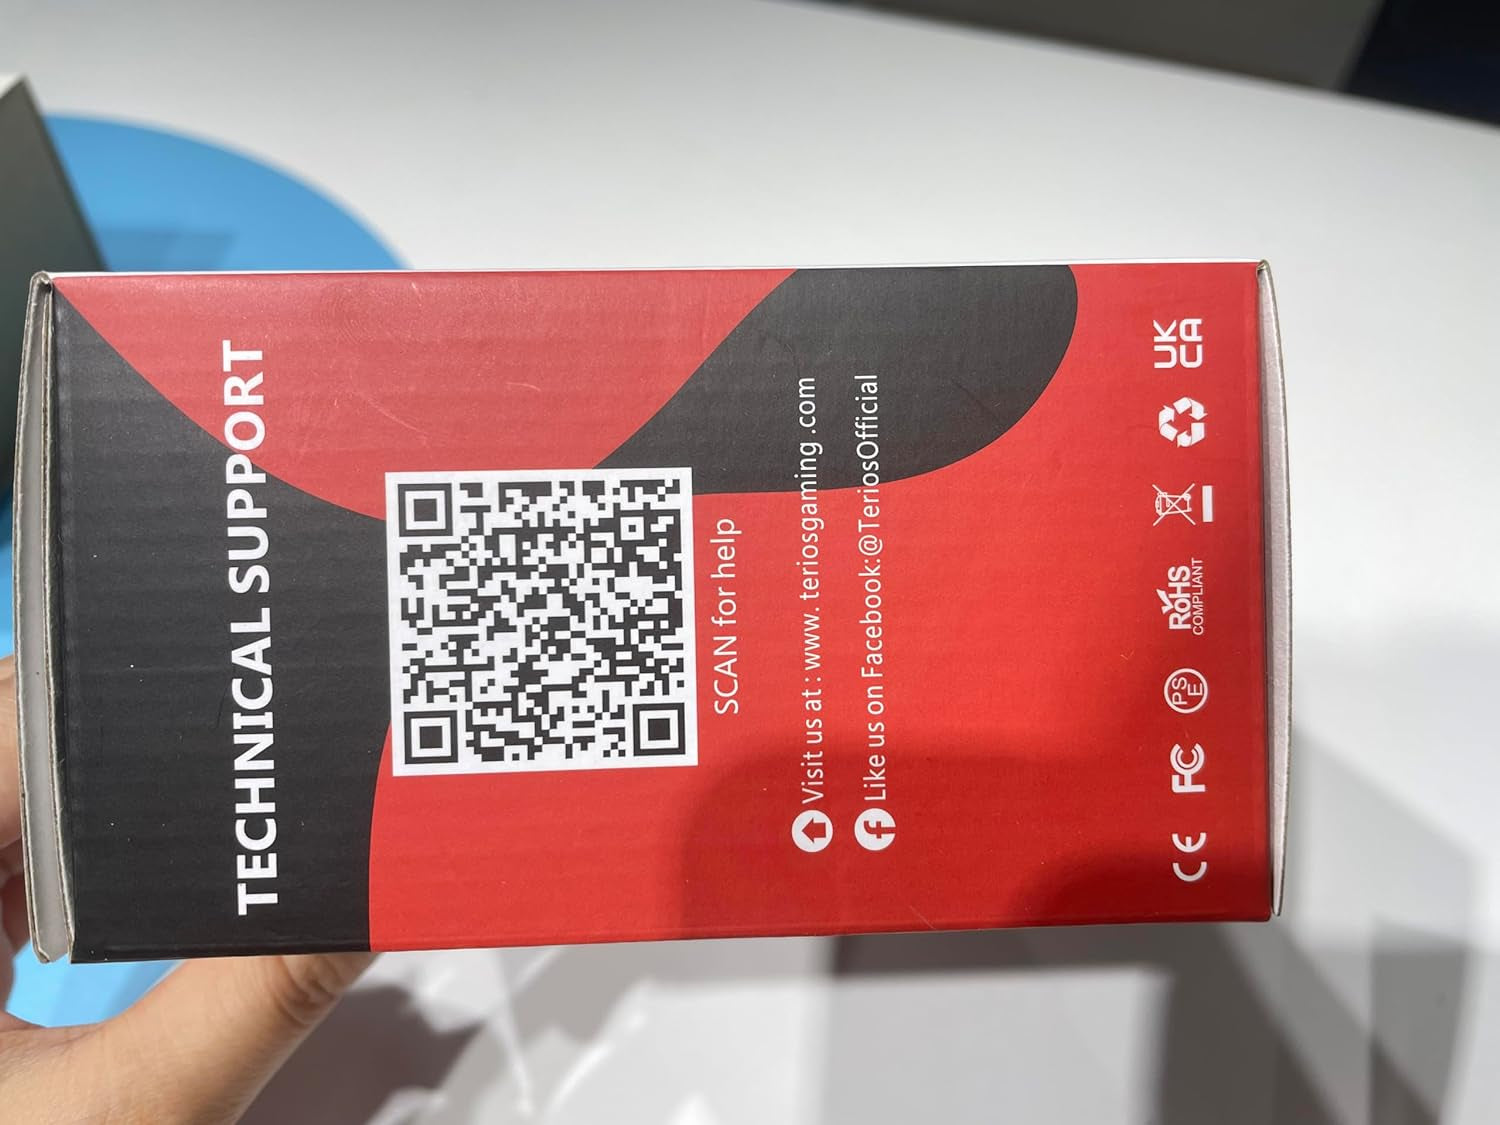 TECHNICAL SUPPORT
SCAN for help
Visit us at : www. teriosgaming .com
Like us on Facebook:@TeriosOfficial
CE FC PSE RoHS COMPLIANT UK CA